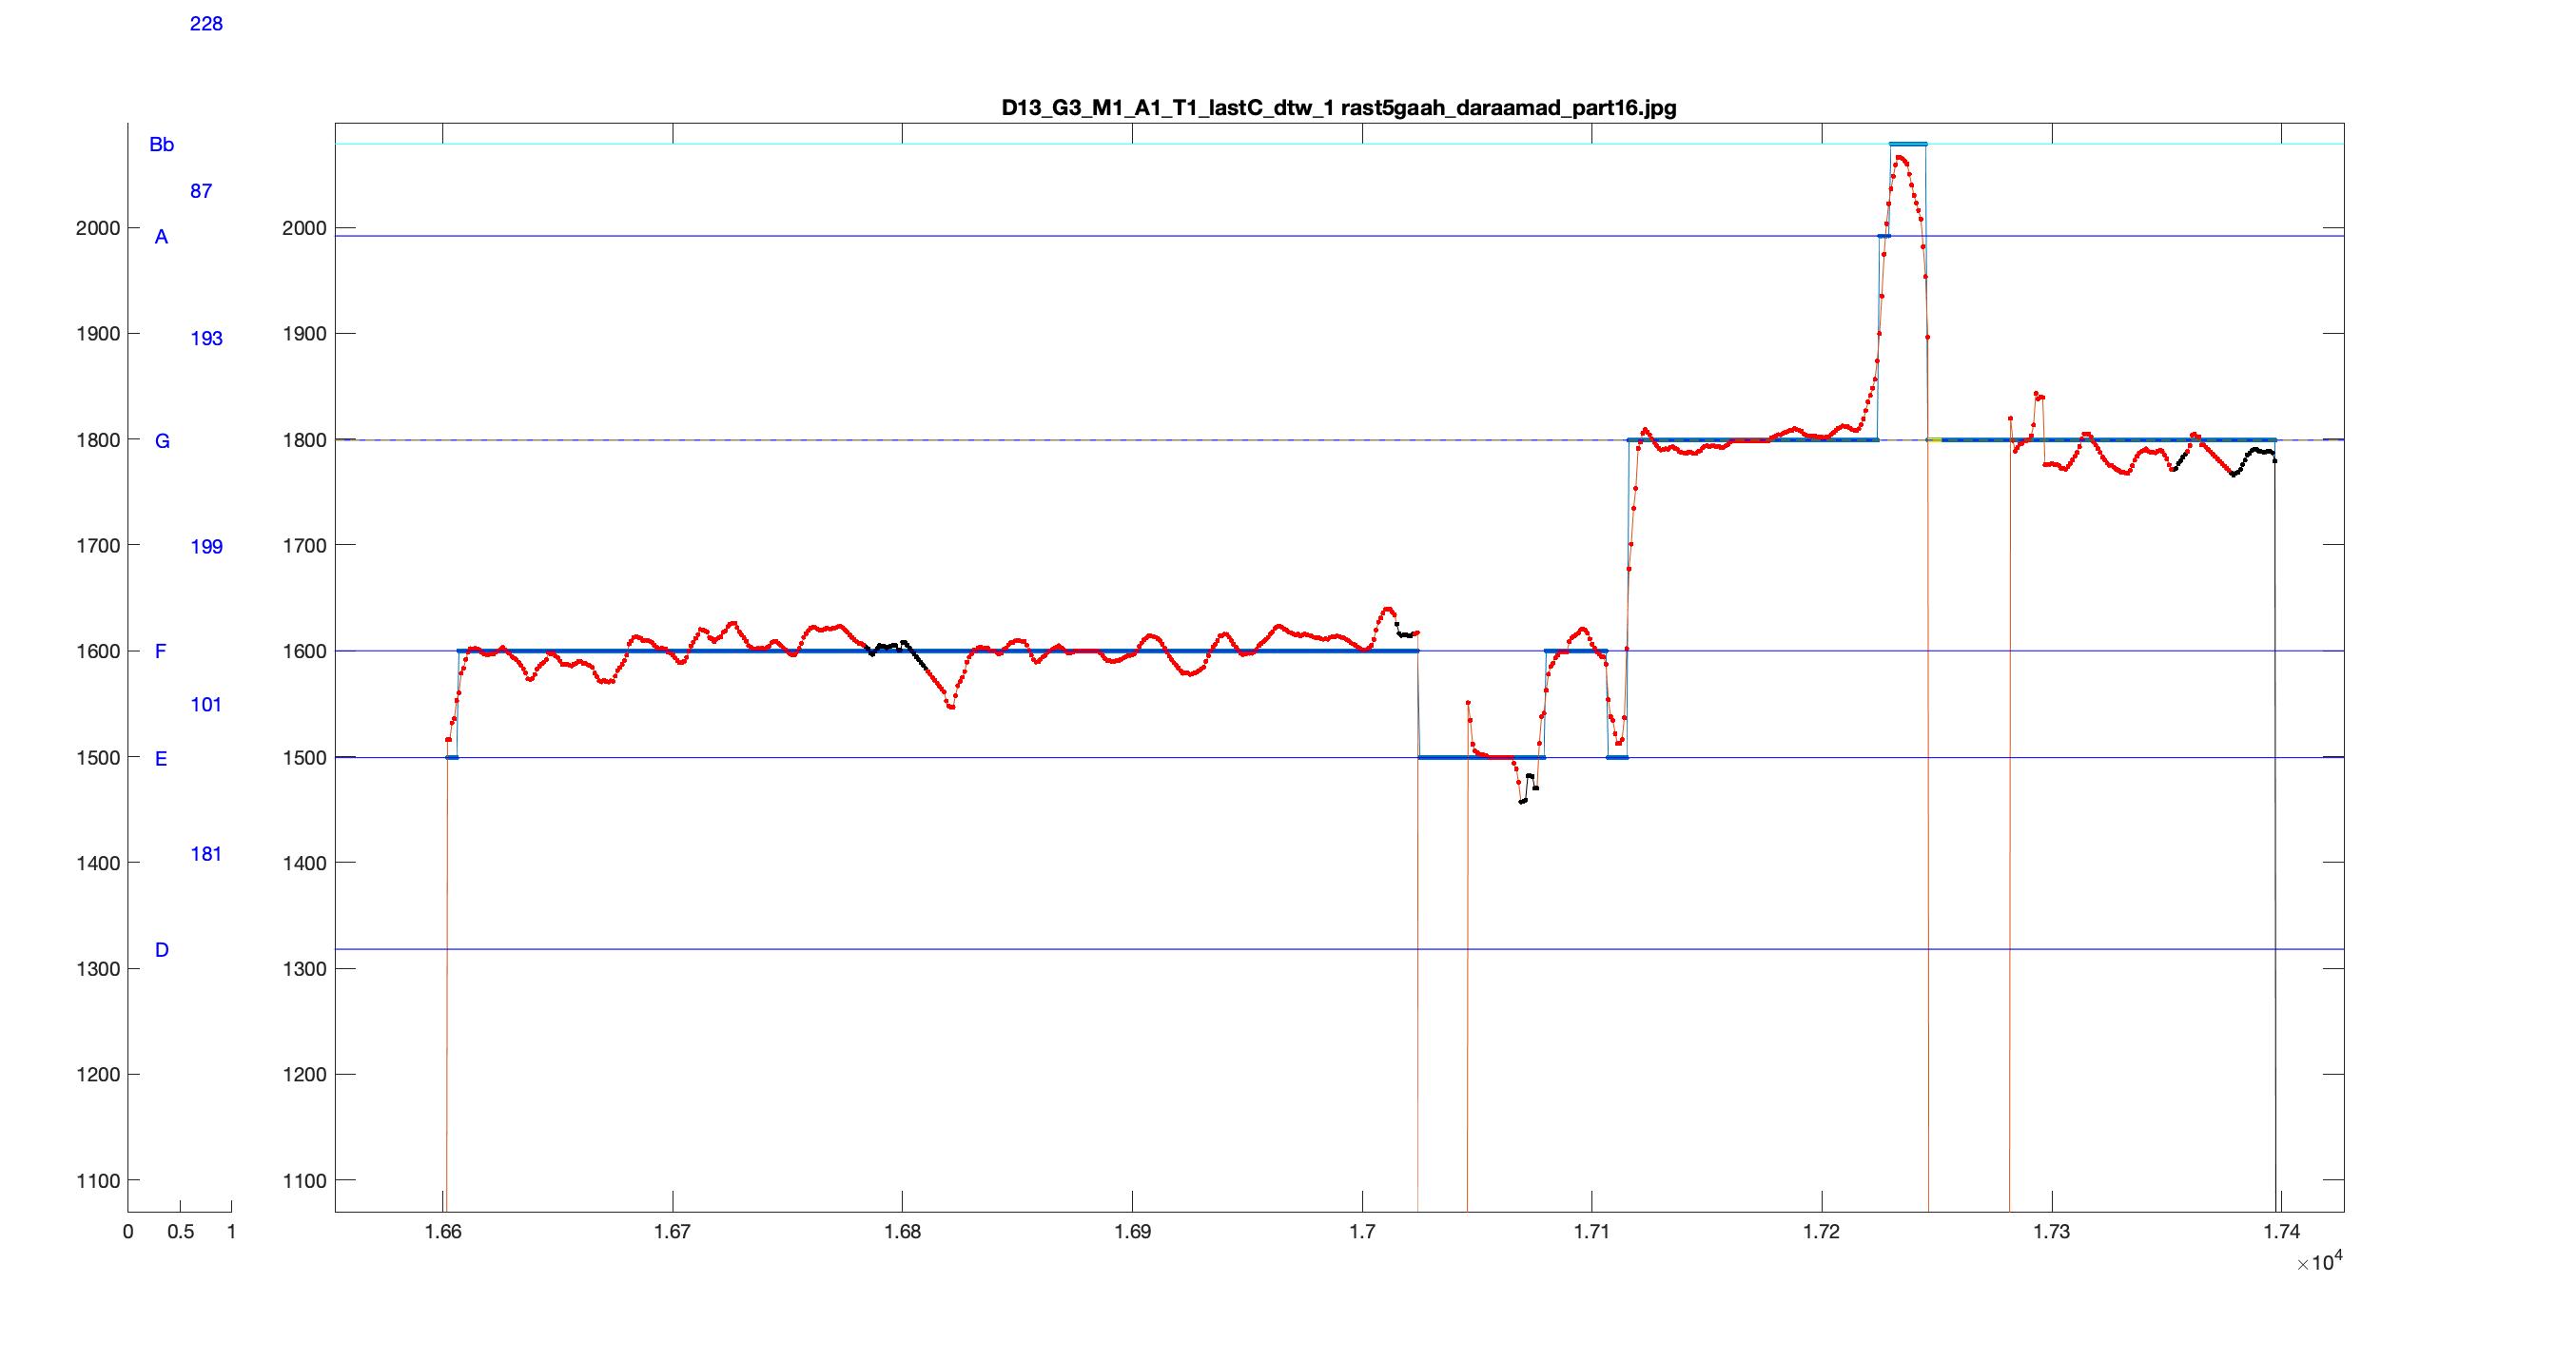 228
D13_G3_M1_A1_T1_lastC_dtw_1 rast5gaah_daraamad_part16.jpg
Bb
87
2000 A 2000
1900 193 1900
1800 G 1800
1700 199 1700
1600 F 1600
101
1500 E 1500
1400 181 1400
D
1300 1300
1200 1200
1100 1100
0 0.5 1 1.66 1.67 1.68 1.69 1.7 1.71 1.72 1.73 1.74
×10⁴